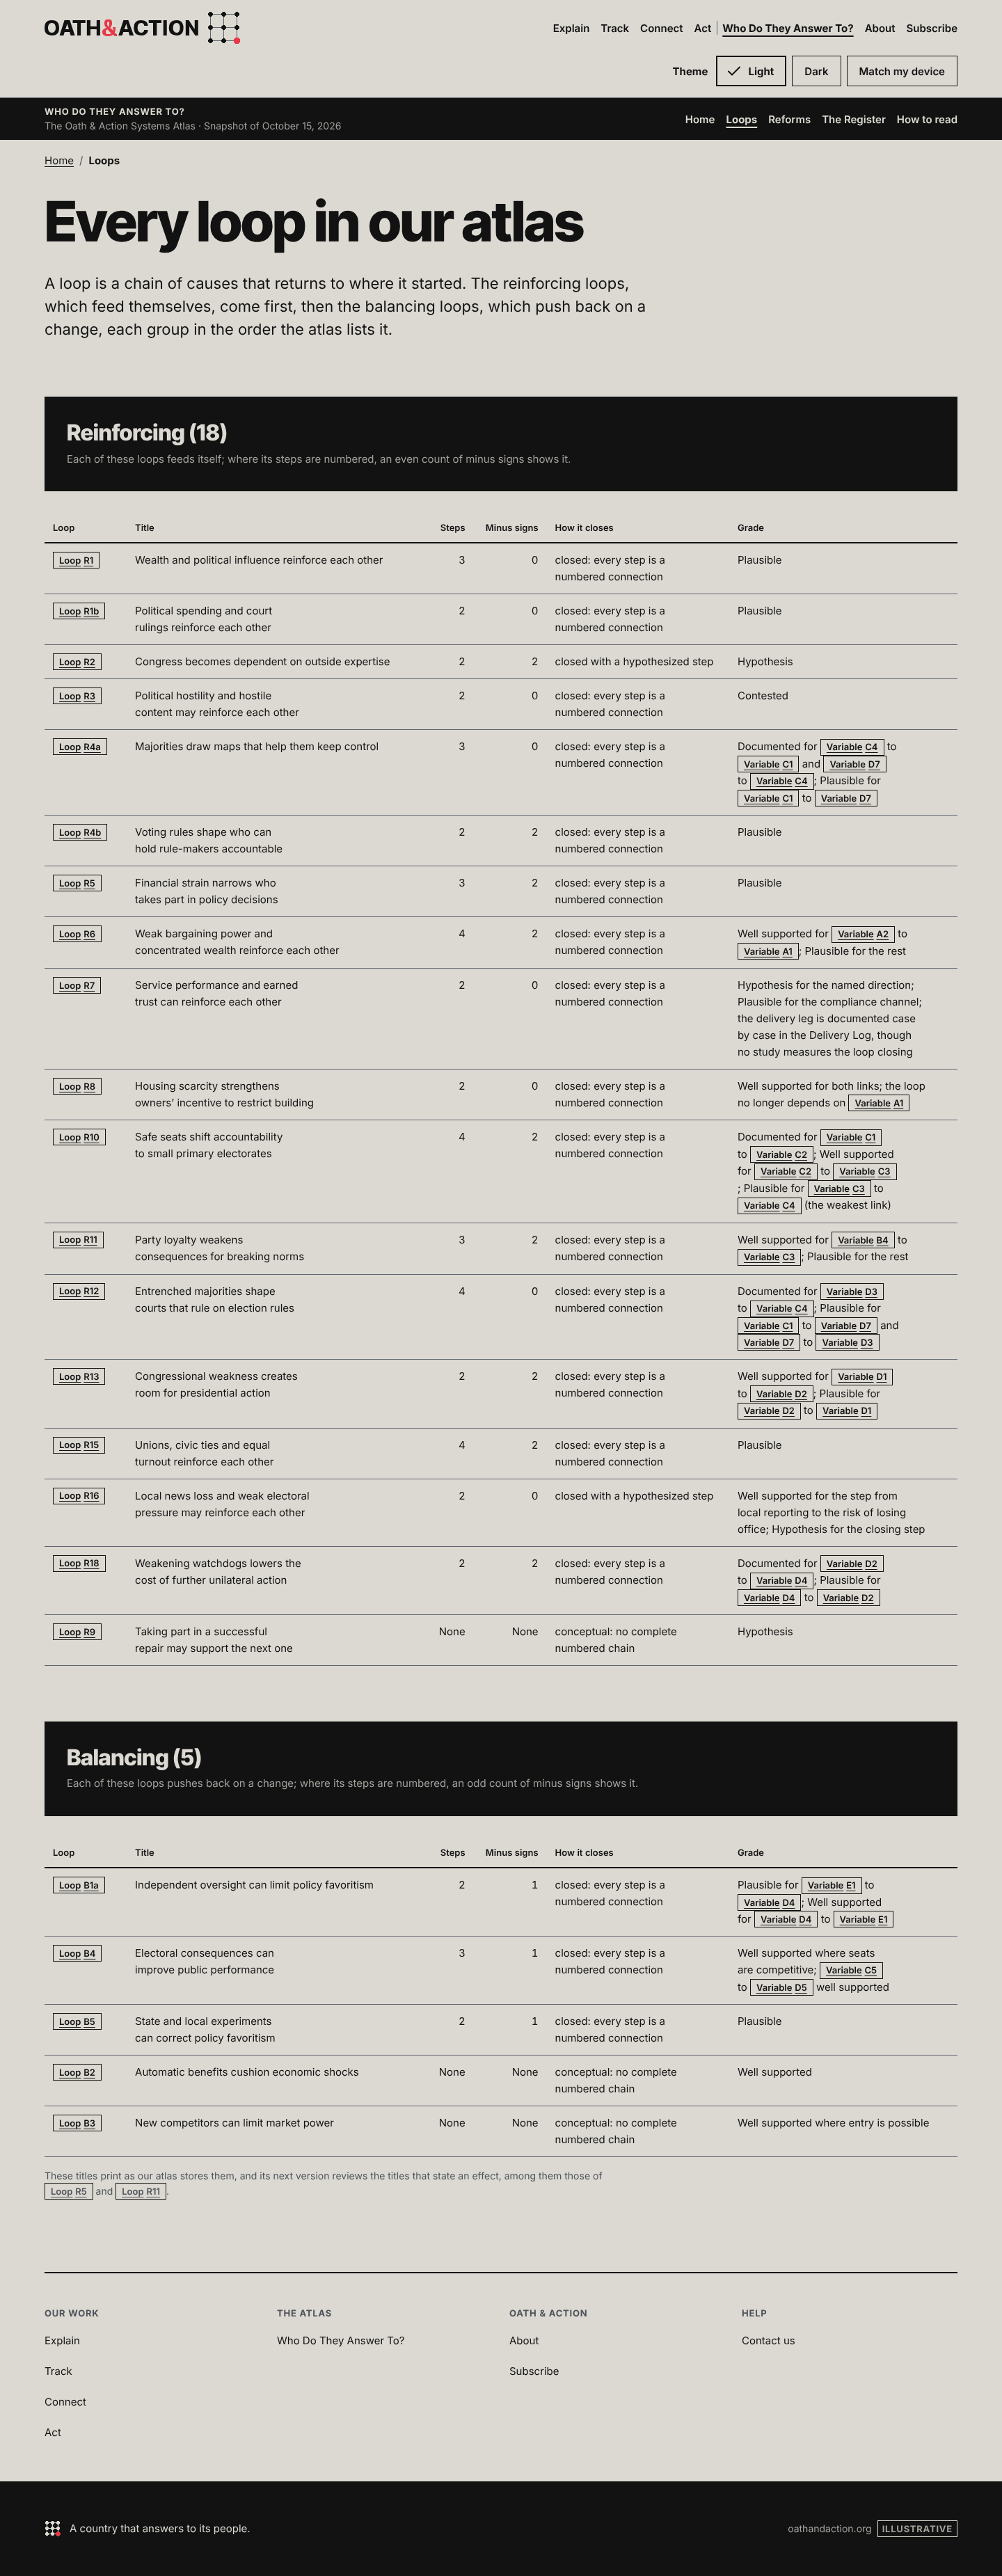 OATH&ACTION
Explain Track Connect Act Who Do They Answer To? About Subscribe
Theme Light Dark Match my device
WHO DO THEY ANSWER TO?
The Oath & Action Systems Atlas · Snapshot of October 15, 2026
Home Loops Reforms The Register How to read
Home / Loops
Every loop in our atlas
A loop is a chain of causes that returns to where it started. The reinforcing loops,
which feed themselves, come first, then the balancing loops, which push back on a
change, each group in the order the atlas lists it.
Reinforcing (18)
Each of these loops feeds itself; where its steps are numbered, an even count of minus signs shows it.
Loop Title Steps Minus signs How it closes Grade
Loop R1 Wealth and political influence reinforce each other 3 0 closed: every step is a Plausible
numbered connection
Loop R1b Political spending and court 2 0 closed: every step is a Plausible
rulings reinforce each other numbered connection
Loop R2 Congress becomes dependent on outside expertise 2 2 closed with a hypothesized step Hypothesis
Loop R3 Political hostility and hostile 2 0 closed: every step is a Contested
content may reinforce each other numbered connection
Loop R4a Majorities draw maps that help them keep control 3 0 closed: every step is a Documented for Variable C4 to
numbered connection Variable C1 and Variable D7
to Variable C4; Plausible for
Variable C1 to Variable D7
Loop R4b Voting rules shape who can 2 2 closed: every step is a Plausible
hold rule-makers accountable numbered connection
Loop R5 Financial strain narrows who 3 2 closed: every step is a Plausible
takes part in policy decisions numbered connection
Loop R6 Weak bargaining power and 4 2 closed: every step is a Well supported for Variable A2 to
concentrated wealth reinforce each other numbered connection Variable A1; Plausible for the rest
Loop R7 Service performance and earned 2 0 closed: every step is a Hypothesis for the named direction;
trust can reinforce each other numbered connection Plausible for the compliance channel;
the delivery leg is documented case
by case in the Delivery Log, though
no study measures the loop closing
Loop R8 Housing scarcity strengthens 2 0 closed: every step is a Well supported for both links; the loop
owners’ incentive to restrict building numbered connection no longer depends on Variable A1
Loop R10 Safe seats shift accountability 4 2 closed: every step is a Documented for Variable C1
to small primary electorates numbered connection to Variable C2; Well supported
for Variable C2 to Variable C3
; Plausible for Variable C3 to
Variable C4 (the weakest link)
Loop R11 Party loyalty weakens 3 2 closed: every step is a Well supported for Variable B4 to
consequences for breaking norms numbered connection Variable C3; Plausible for the rest
Loop R12 Entrenched majorities shape 4 0 closed: every step is a Documented for Variable D3
courts that rule on election rules numbered connection to Variable C4; Plausible for
Variable C1 to Variable D7 and
Variable D7 to Variable D3
Loop R13 Congressional weakness creates 2 2 closed: every step is a Well supported for Variable D1
room for presidential action numbered connection to Variable D2; Plausible for
Variable D2 to Variable D1
Loop R15 Unions, civic ties and equal 4 2 closed: every step is a Plausible
turnout reinforce each other numbered connection
Loop R16 Local news loss and weak electoral 2 0 closed with a hypothesized step Well supported for the step from
pressure may reinforce each other local reporting to the risk of losing
office; Hypothesis for the closing step
Loop R18 Weakening watchdogs lowers the 2 2 closed: every step is a Documented for Variable D2
cost of further unilateral action numbered connection to Variable D4; Plausible for
Variable D4 to Variable D2
Loop R9 Taking part in a successful None None conceptual: no complete Hypothesis
repair may support the next one numbered chain
Balancing (5)
Each of these loops pushes back on a change; where its steps are numbered, an odd count of minus signs shows it.
Loop Title Steps Minus signs How it closes Grade
Loop B1a Independent oversight can limit policy favoritism 2 1 closed: every step is a Plausible for Variable E1 to
numbered connection Variable D4; Well supported
for Variable D4 to Variable E1
Loop B4 Electoral consequences can 3 1 closed: every step is a Well supported where seats
improve public performance numbered connection are competitive; Variable C5
to Variable D5 well supported
Loop B5 State and local experiments 2 1 closed: every step is a Plausible
can correct policy favoritism numbered connection
Loop B2 Automatic benefits cushion economic shocks None None conceptual: no complete Well supported
numbered chain
Loop B3 New competitors can limit market power None None conceptual: no complete Well supported where entry is possible
numbered chain
These titles print as our atlas stores them, and its next version reviews the titles that state an effect, among them those of
Loop R5 and Loop R11.
OUR WORK THE ATLAS OATH & ACTION HELP
Explain Who Do They Answer To? About Contact us
Track Subscribe
Connect
Act
A country that answers to its people. oathandaction.org ILLUSTRATIVE